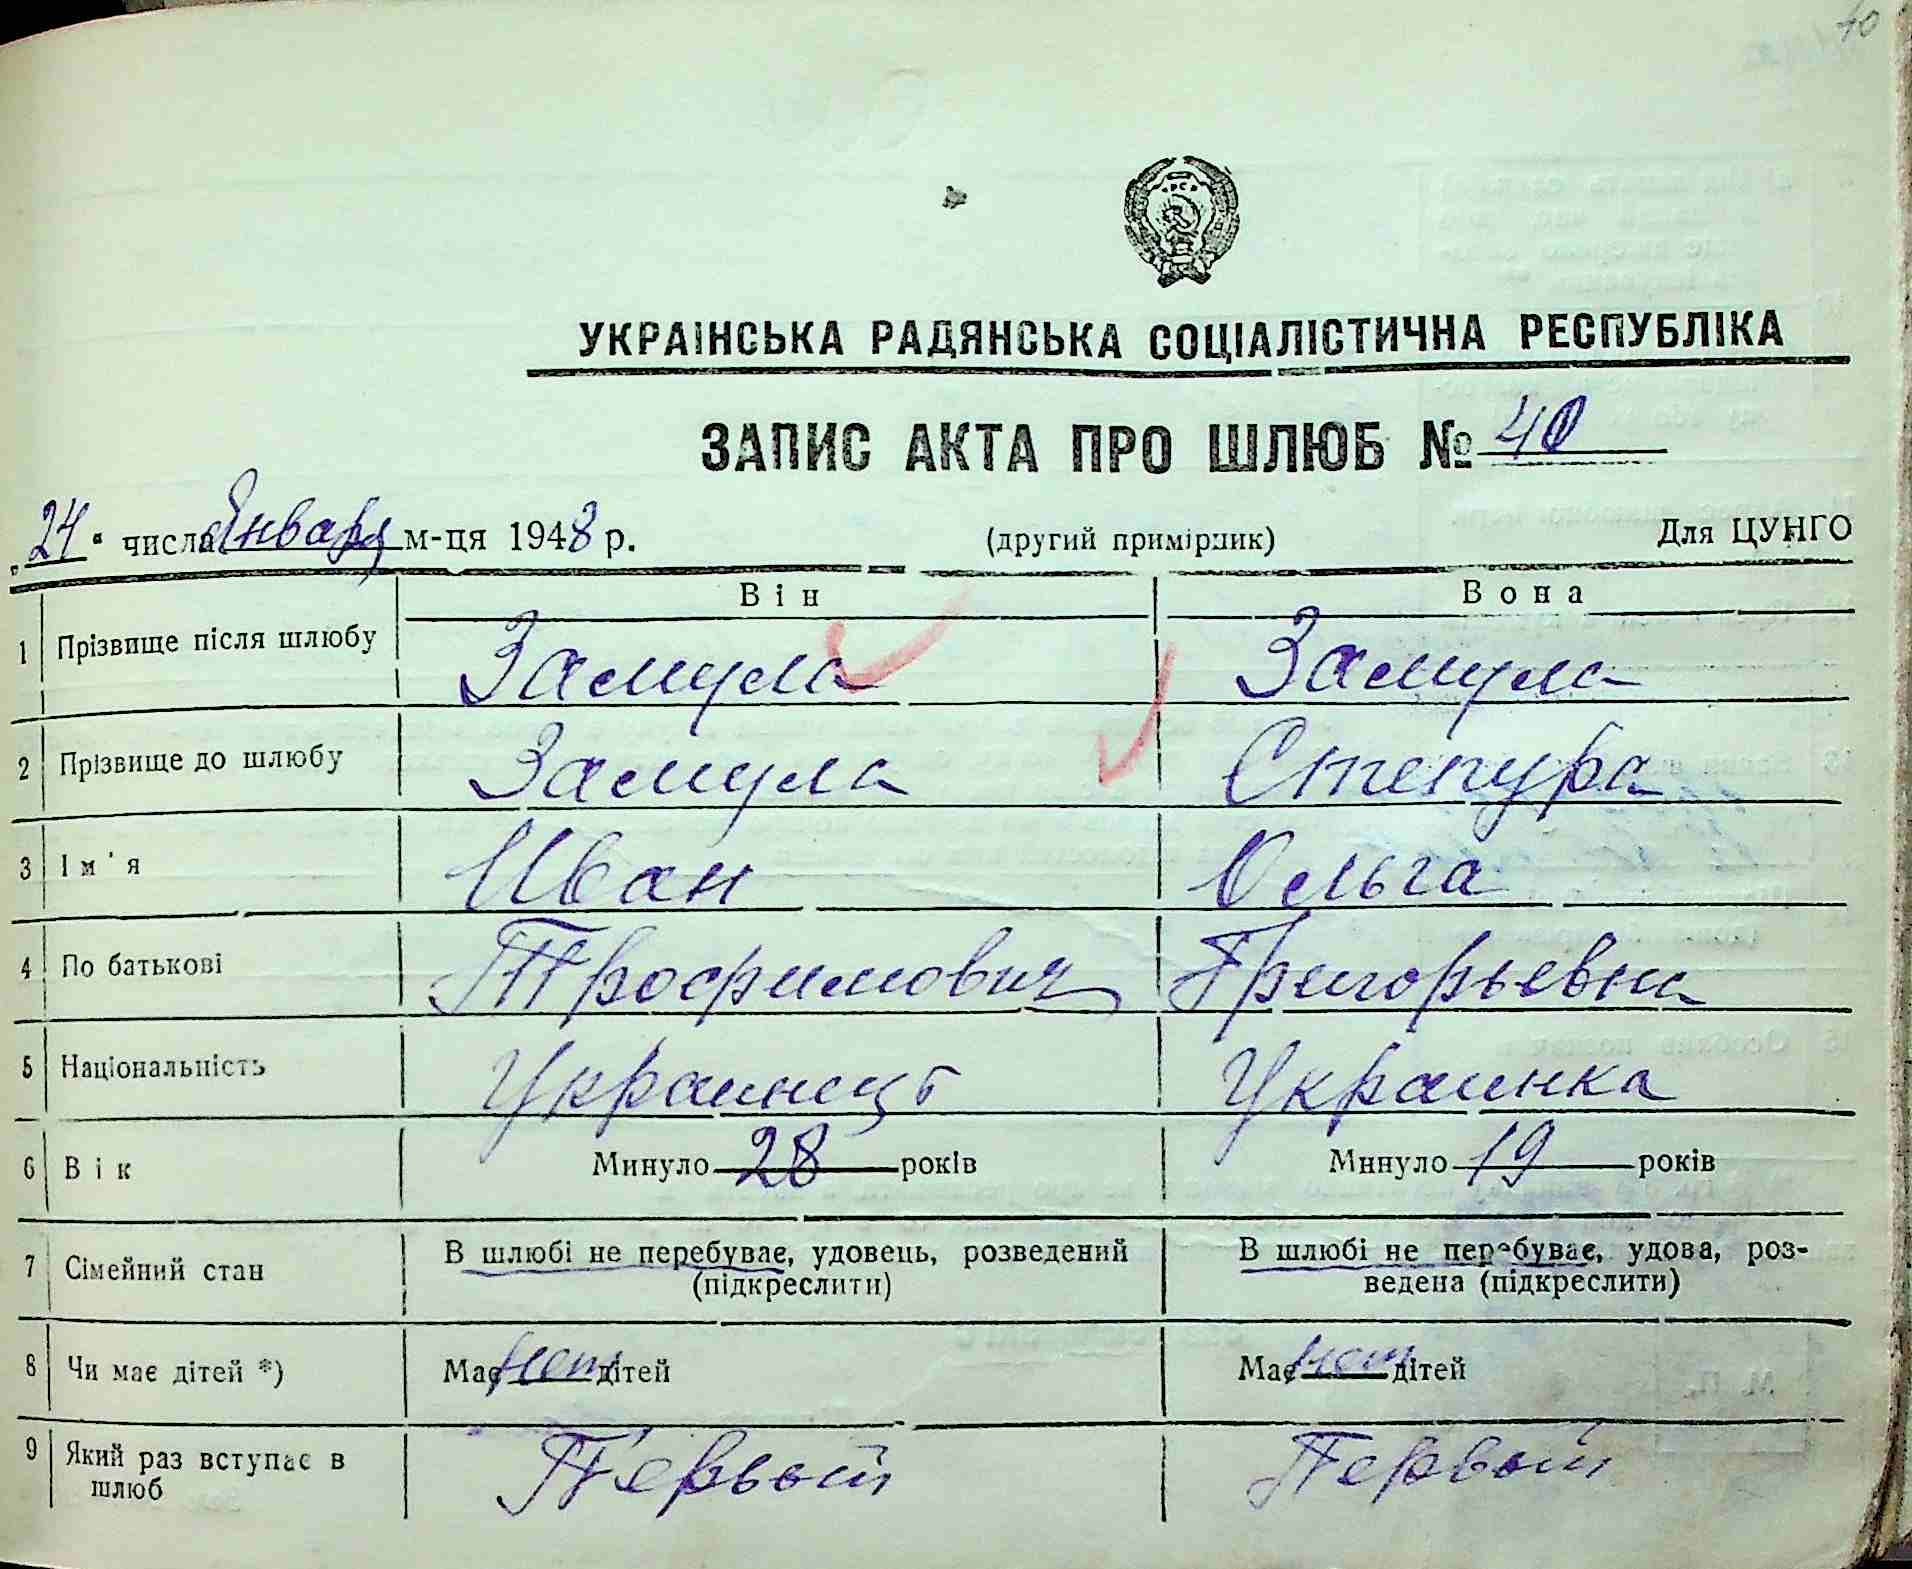 40
УКРАЇНСЬКА РАДЯНСЬКА СОЦІАЛІСТИЧНА РЕСПУБЛІКА
ЗАПИС АКТА ПРО ШЛЮБ № 40
„24“ числа Января м-ця 1948 р. (другий примірник) Для ЦУНГО
Він Вона
1 Прізвище після шлюбу Замула Замула
2 Прізвище до шлюбу Замула Степура
3 Ім'я Иван Ольга
4 По батькові Трофимович Григорьевна
5 Національність Украинец Украинка
6 Вік Минуло 28 років Минуло 19 років
7 Сімейний стан В шлюбі не перебуває, удовець, розведений В шлюбі не перебуває, удова, роз-
(підкреслити) ведена (підкреслити)
8 Чи має дітей *) Має нет дітей Має нет дітей
9 Який раз вступає в Первый Первый
шлюб